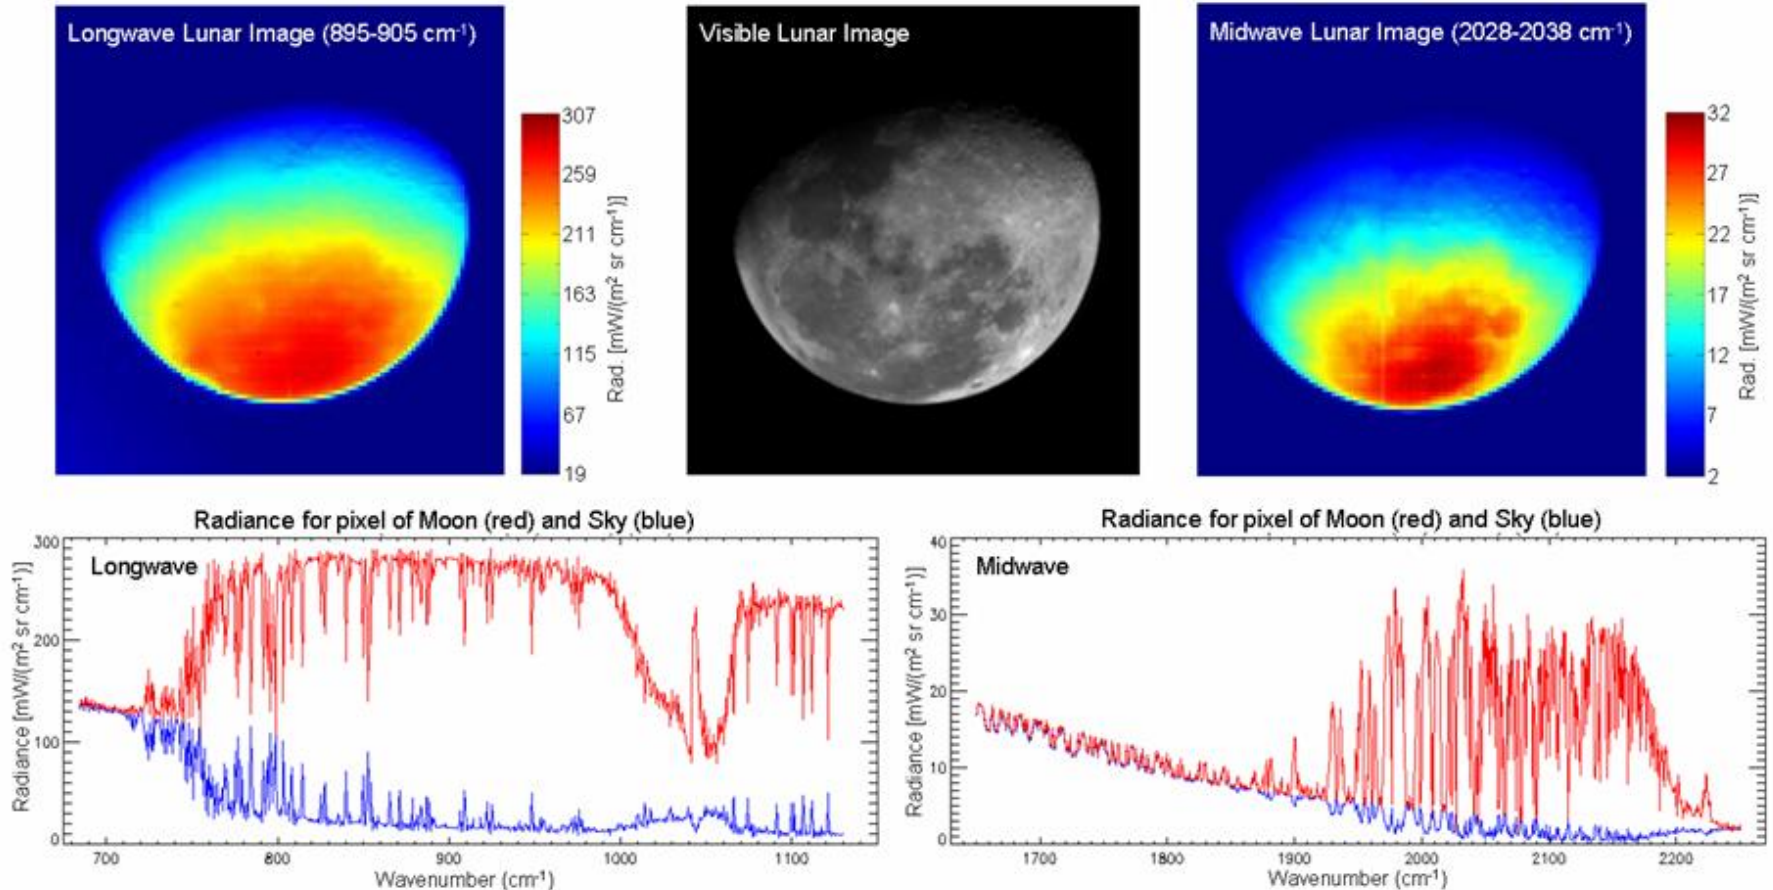 Longwave Lunar Image (895-905 cm⁻¹)
307
259
211
163
115
67
19
Rad. [mW/(m² sr cm⁻¹)]
Visible Lunar Image
Midwave Lunar Image (2028-2038 cm⁻¹)
32
27
22
17
12
7
2
Rad. [mW/(m² sr cm⁻¹)]
Radiance for pixel of Moon (red) and Sky (blue)
Longwave
Radiance [mW/(m² sr cm⁻¹)]
300
200
100
0
700 800 900 1000 1100
Wavenumber (cm⁻¹)
Radiance for pixel of Moon (red) and Sky (blue)
Midwave
Radiance [mW/(m² sr cm⁻¹)]
40
30
20
10
0
1700 1800 1900 2000 2100 2200
Wavenumber (cm⁻¹)